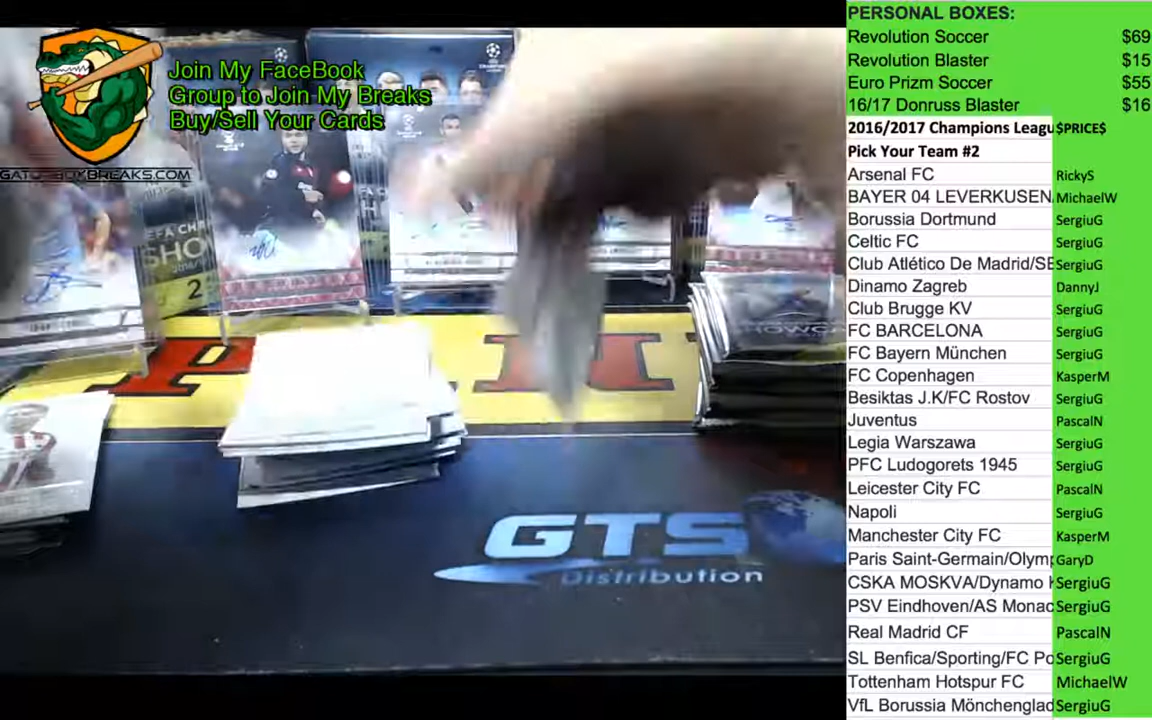 Join My FaceBook
Group to Join My Breaks
Buy/Sell Your Cards
GATORBOYBREAKS.COM
SHOW
2
GTS
Distribution
PERSONAL BOXES:
Revolution Soccer $69
Revolution Blaster $15
Euro Prizm Soccer $55
16/17 Donruss Blaster $16
2016/2017 Champions Leagu $PRICE$
Pick Your Team #2
Arsenal FC RickyS
BAYER 04 LEVERKUSEN MichaelW
Borussia Dortmund SergiuG
Celtic FC SergiuG
Club Atlético De Madrid/SE SergiuG
Dinamo Zagreb DannyJ
Club Brugge KV SergiuG
FC BARCELONA SergiuG
FC Bayern München SergiuG
FC Copenhagen KasperM
Besiktas J.K/FC Rostov SergiuG
Juventus PascalN
Legia Warszawa SergiuG
PFC Ludogorets 1945 SergiuG
Leicester City FC PascalN
Napoli SergiuG
Manchester City FC KasperM
Paris Saint-Germain/Olymp GaryD
CSKA MOSKVA/Dynamo SergiuG
PSV Eindhoven/AS Monac SergiuG
Real Madrid CF PascalN
SL Benfica/Sporting/FC Po SergiuG
Tottenham Hotspur FC MichaelW
VfL Borussia Mönchenglad SergiuG